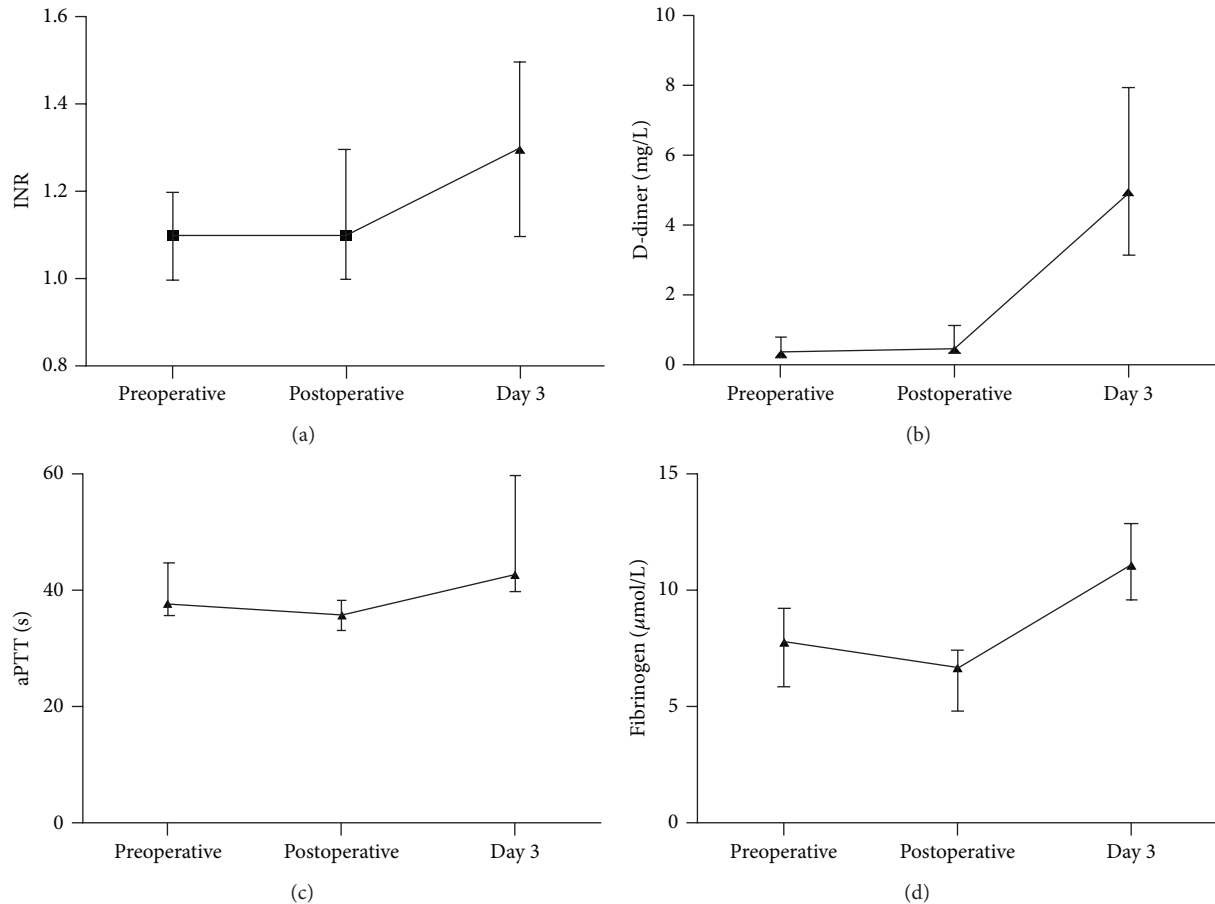 1.6
1.4
1.2
1.0
0.8
INR
Preoperative Postoperative Day 3
(a)
10
8
6
4
2
0
D-dimer (mg/L)
Preoperative Postoperative Day 3
(b)
60
40
20
0
aPTT (s)
Preoperative Postoperative Day 3
(c)
15
10
5
0
Fibrinogen (μmol/L)
Preoperative Postoperative Day 3
(d)